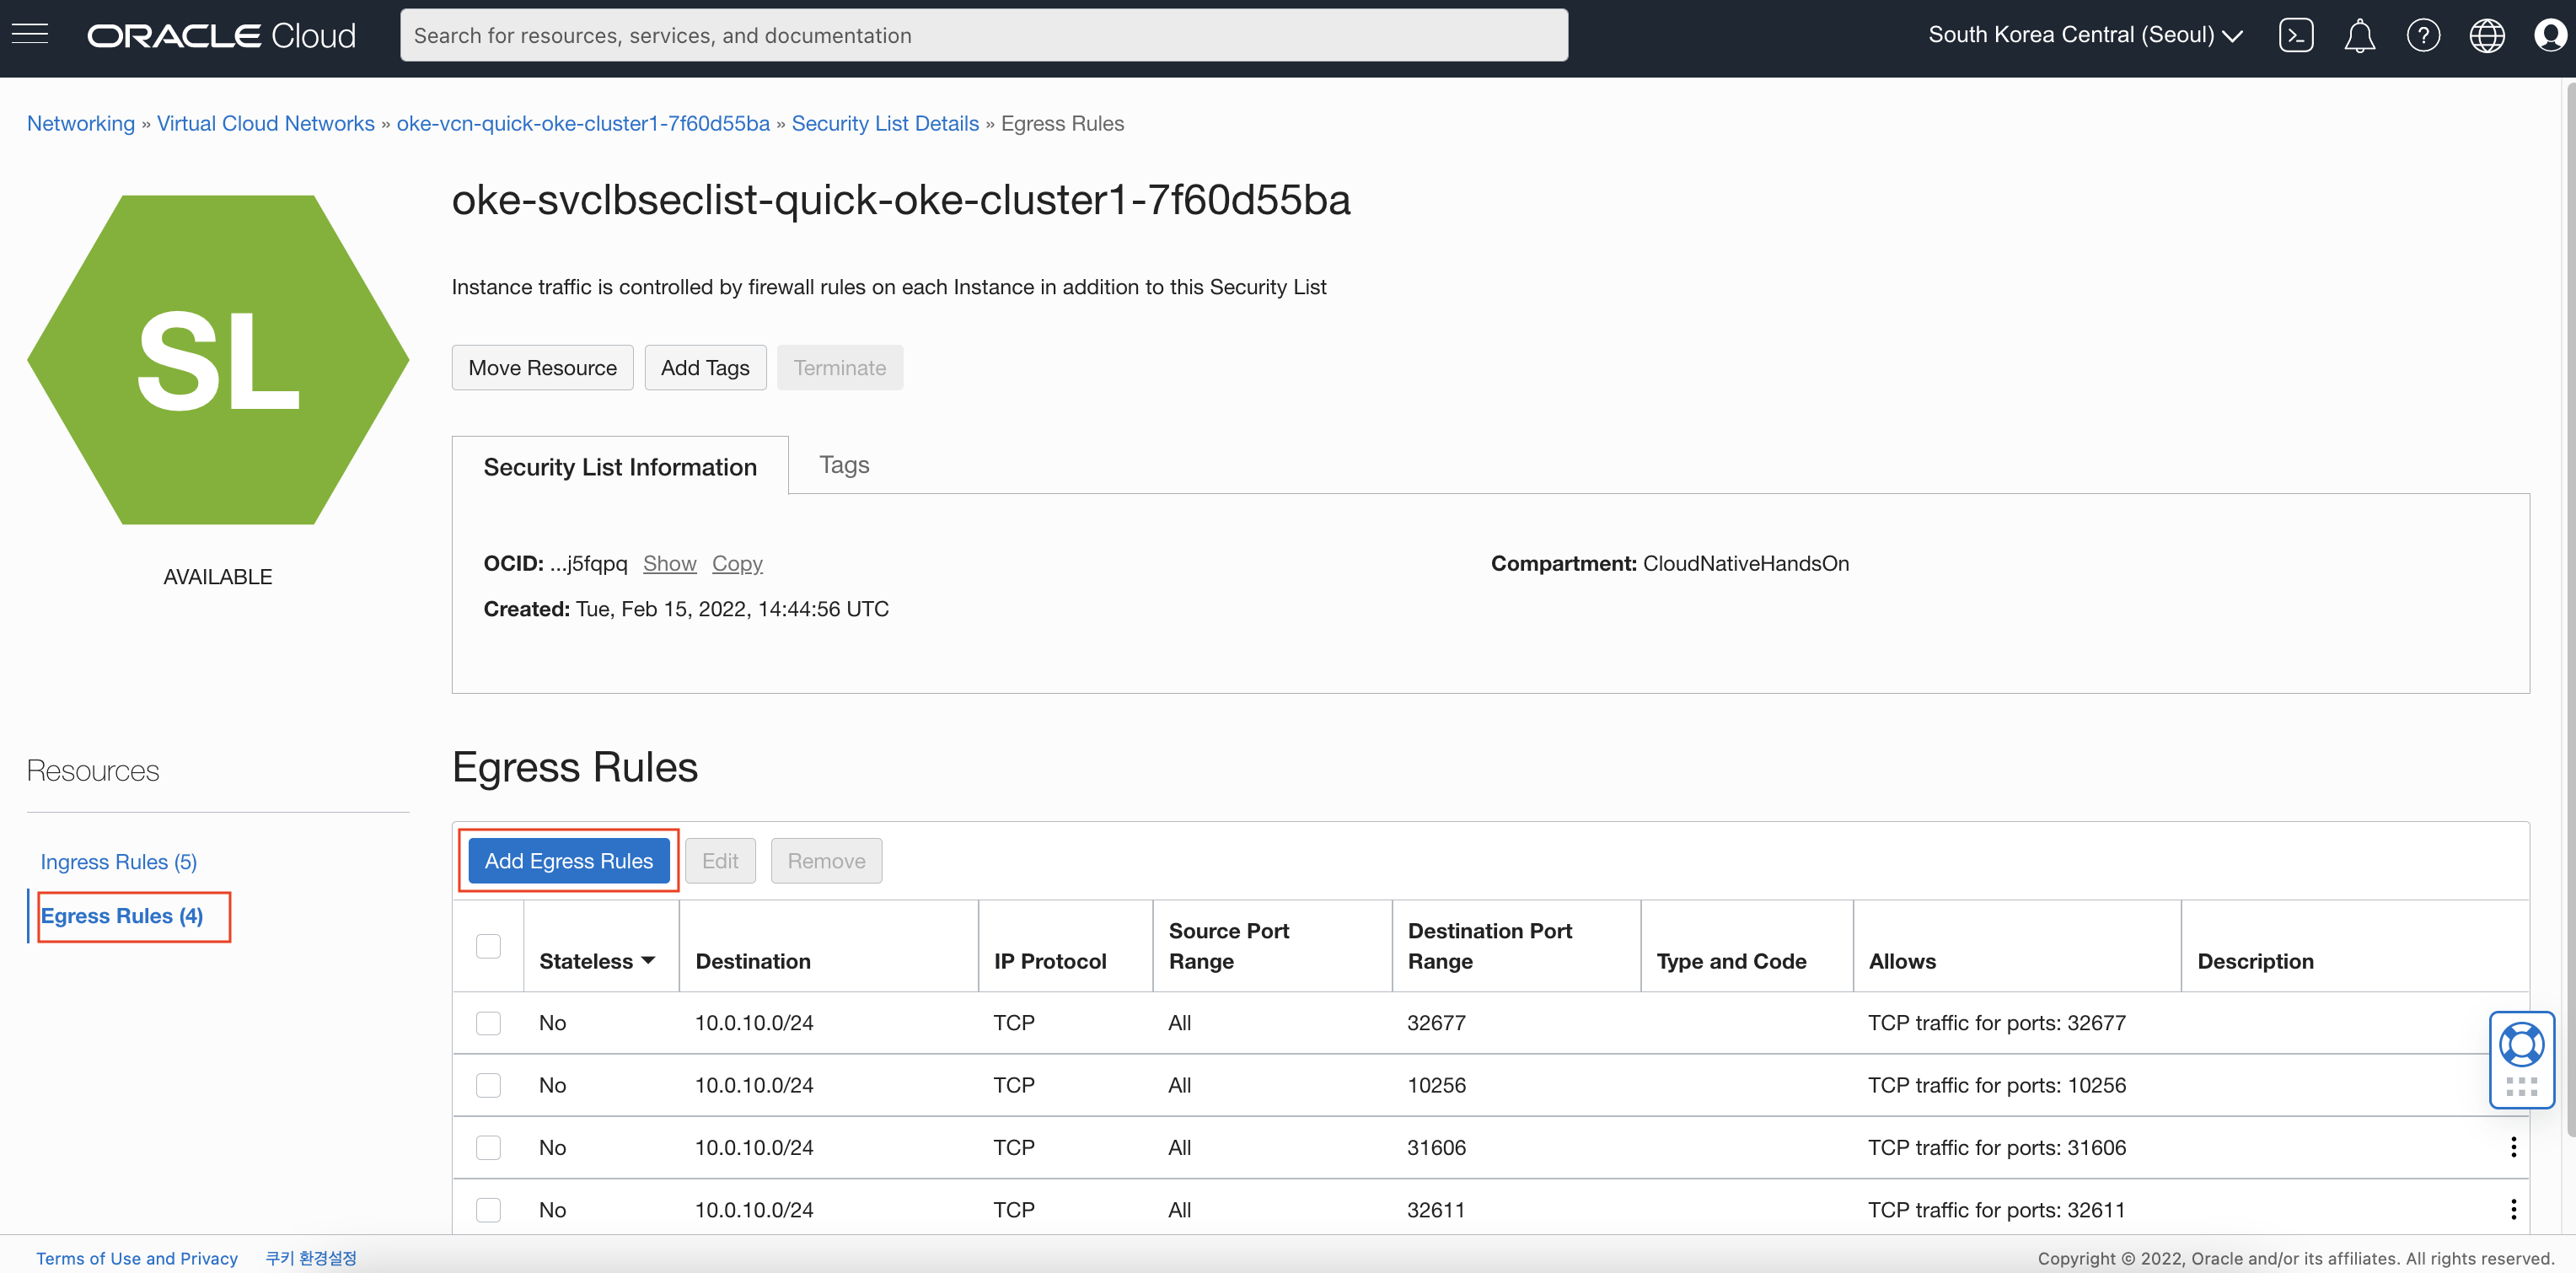 ORACLE Cloud
Search for resources, services, and documentation
South Korea Central (Seoul)
Networking » Virtual Cloud Networks » oke-vcn-quick-oke-cluster1-7f60d55ba » Security List Details » Egress Rules
SL
AVAILABLE
oke-svclbseclist-quick-oke-cluster1-7f60d55ba
Instance traffic is controlled by firewall rules on each Instance in addition to this Security List
Move Resource Add Tags Terminate
Security List Information Tags
OCID: ...j5fqpq Show Copy Compartment: CloudNativeHandsOn
Created: Tue, Feb 15, 2022, 14:44:56 UTC
Resources
Ingress Rules (5)
Egress Rules (4)
Egress Rules
Add Egress Rules Edit Remove
Stateless Destination IP Protocol Source Port Range Destination Port Range Type and Code Allows Description
No 10.0.10.0/24 TCP All 32677 TCP traffic for ports: 32677
No 10.0.10.0/24 TCP All 10256 TCP traffic for ports: 10256
No 10.0.10.0/24 TCP All 31606 TCP traffic for ports: 31606
No 10.0.10.0/24 TCP All 32611 TCP traffic for ports: 32611
Terms of Use and Privacy 쿠키 환경설정
Copyright © 2022, Oracle and/or its affiliates. All rights reserved.